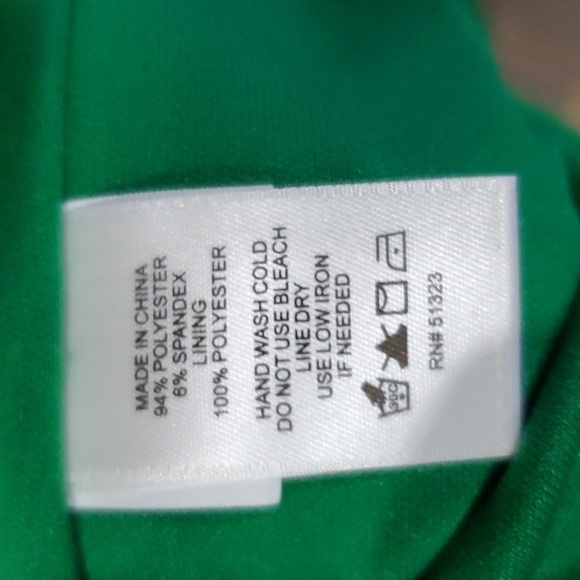 MADE IN CHINA
94% POLYESTER
6% SPANDEX
LINING
100% POLYESTER
HAND WASH COLD
DO NOT USE BLEACH
LINE DRY
USE LOW IRON
IF NEEDED
RN# 51323